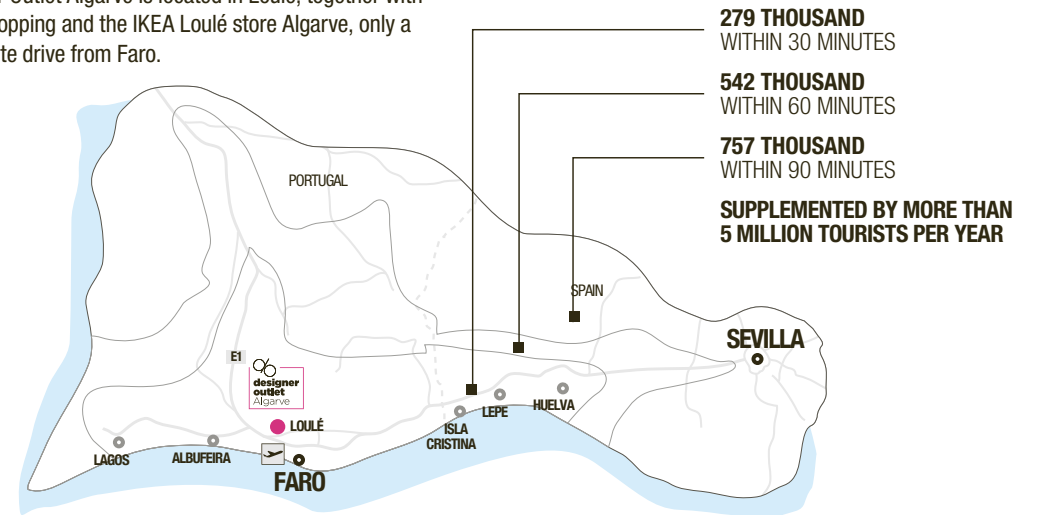 Outlet Algarve is located in Loulé, together with
opping and the IKEA Loulé store Algarve, only a
te drive from Faro.
279 THOUSAND
WITHIN 30 MINUTES
542 THOUSAND
WITHIN 60 MINUTES
757 THOUSAND
WITHIN 90 MINUTES
SUPPLEMENTED BY MORE THAN
5 MILLION TOURISTS PER YEAR
PORTUGAL
SPAIN
SEVILLA
E1
designer
outlet
Algarve
LOULÉ
HUELVA
LEPE
ISLA
CRISTINA
LAGOS
ALBUFEIRA
FARO